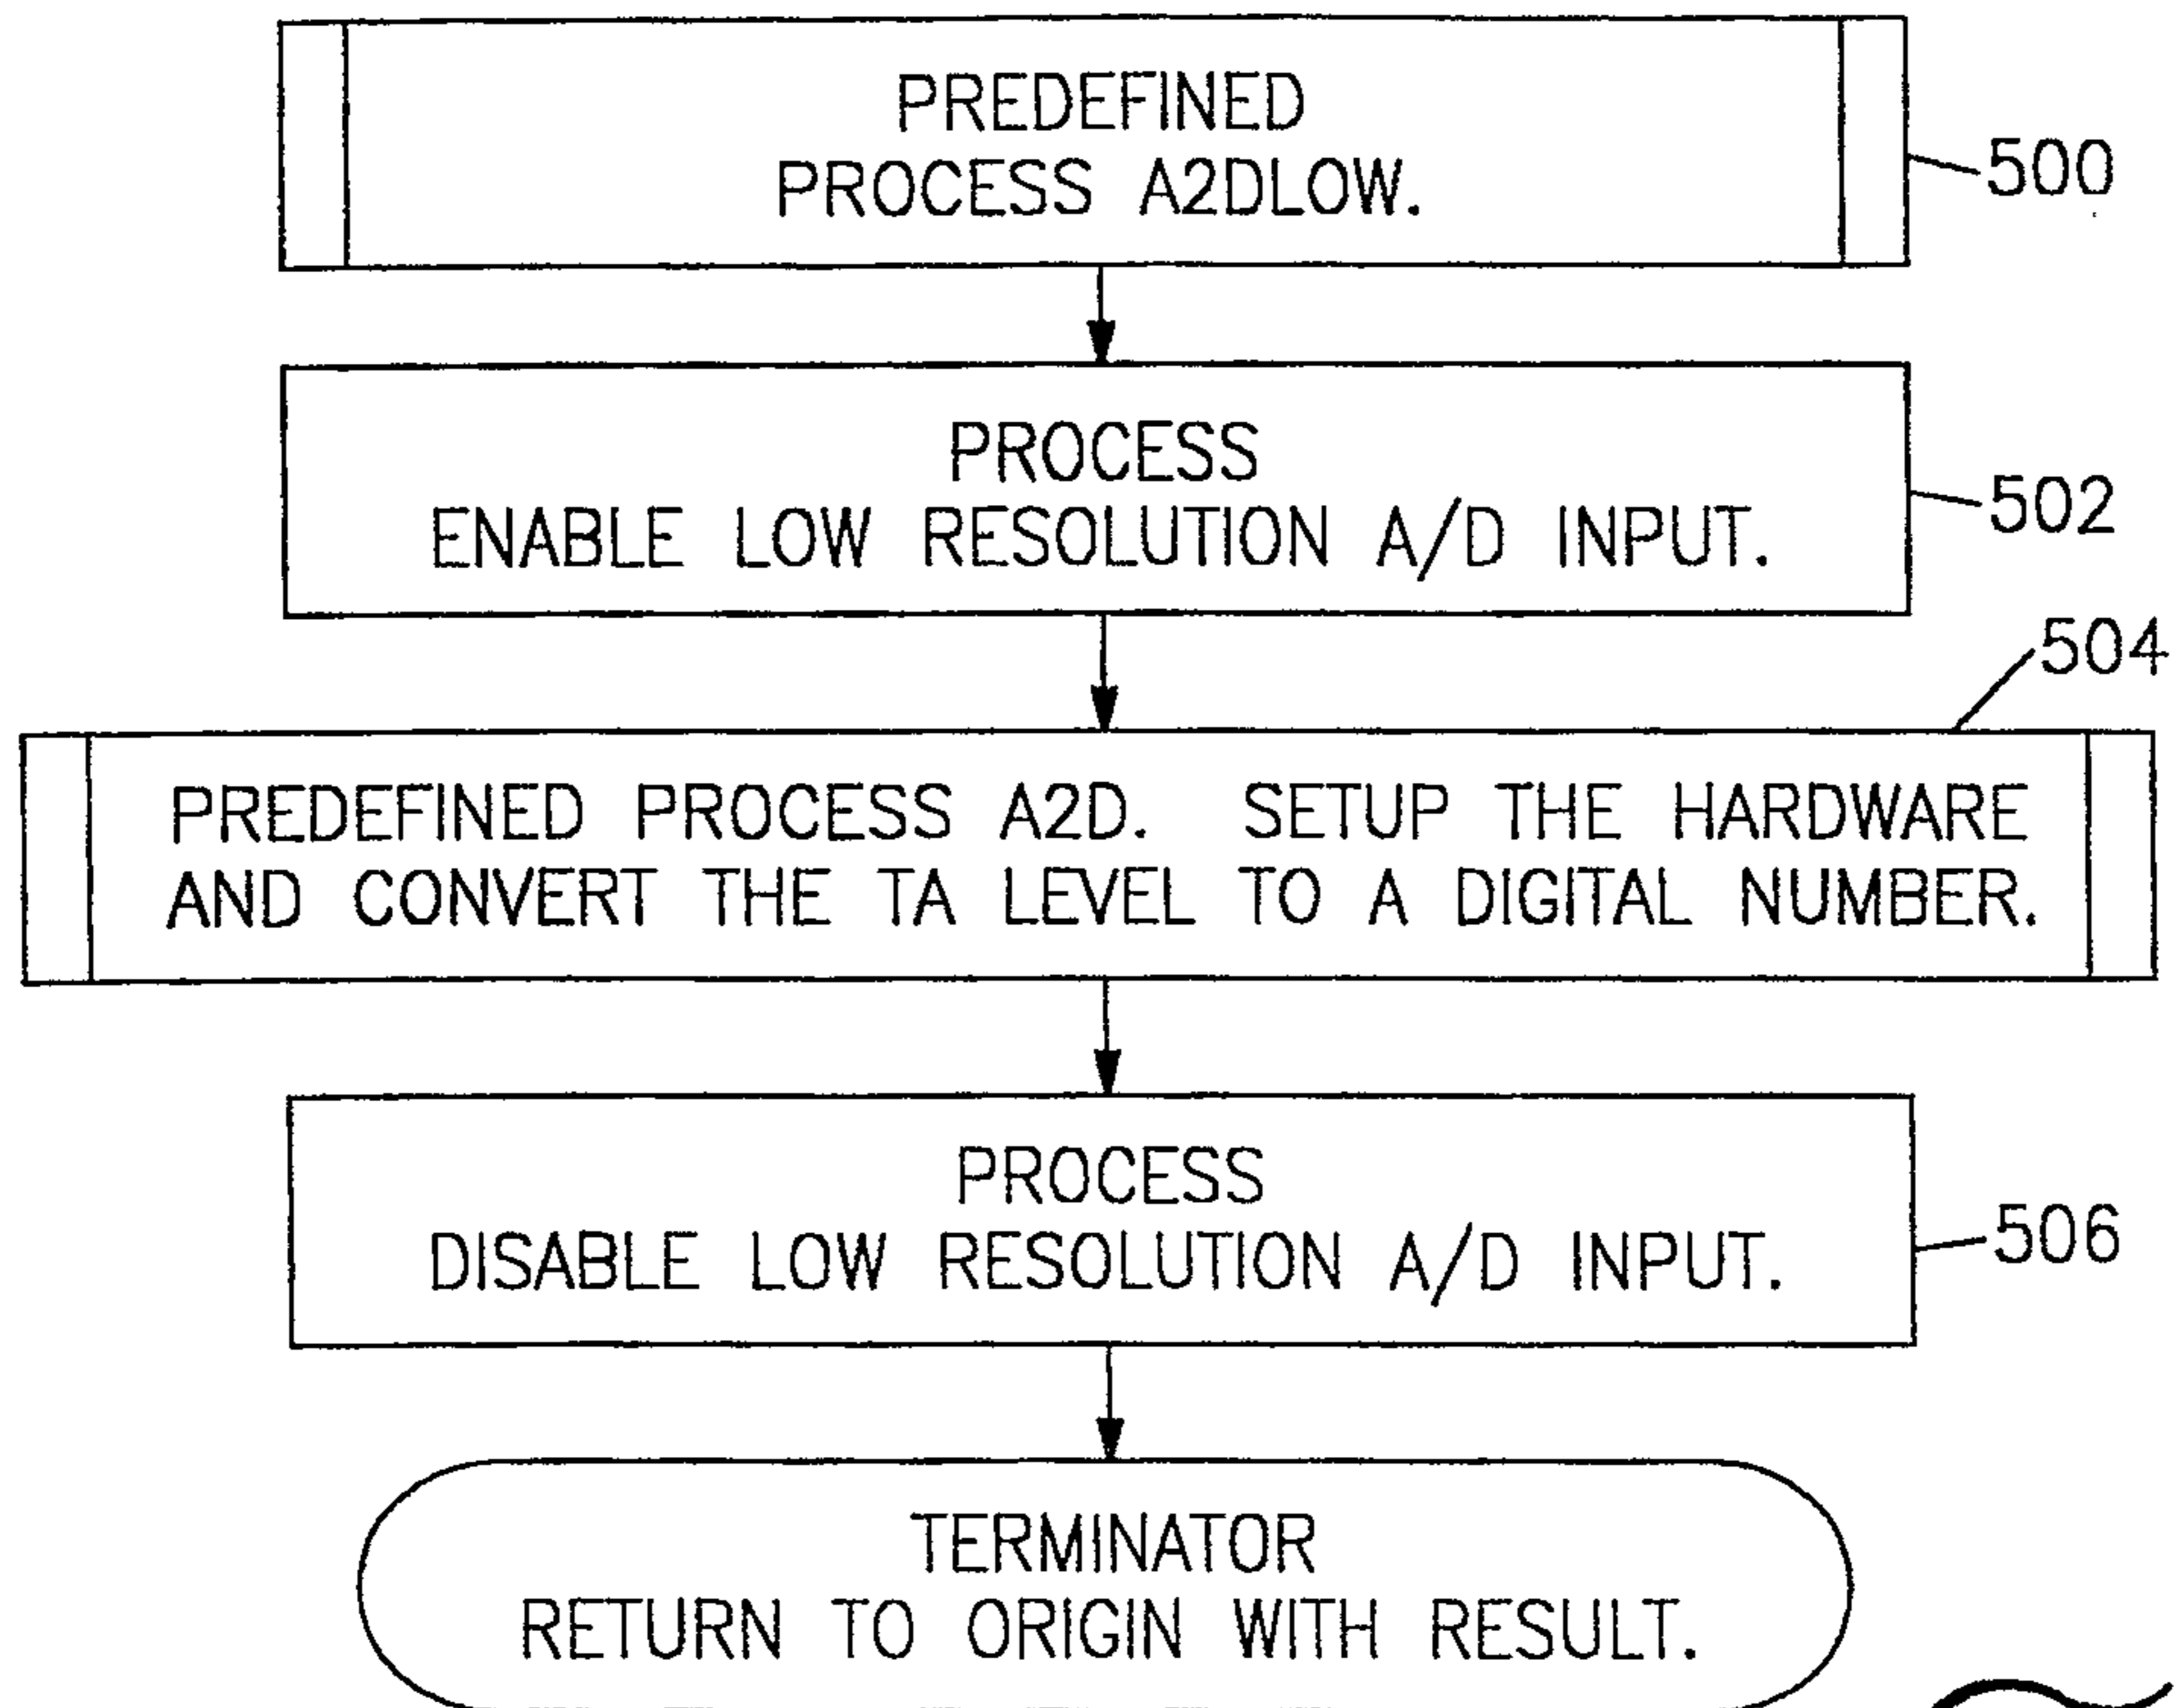 PREDEFINED
PROCESS A2DLOW.
500
PROCESS
ENABLE LOW RESOLUTION A/D INPUT.
502
504
PREDEFINED PROCESS A2D. SETUP THE HARDWARE
AND CONVERT THE TA LEVEL TO A DIGITAL NUMBER.
PROCESS
DISABLE LOW RESOLUTION A/D INPUT.
506
TERMINATOR
RETURN TO ORIGIN WITH RESULT.